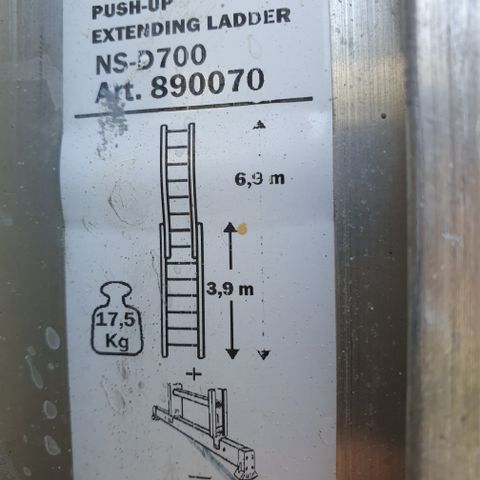 PUSH-UP
EXTENDING LADDER
NS-D700
Art. 890070
6,9 m
3,9 m
17,5
Kg
+